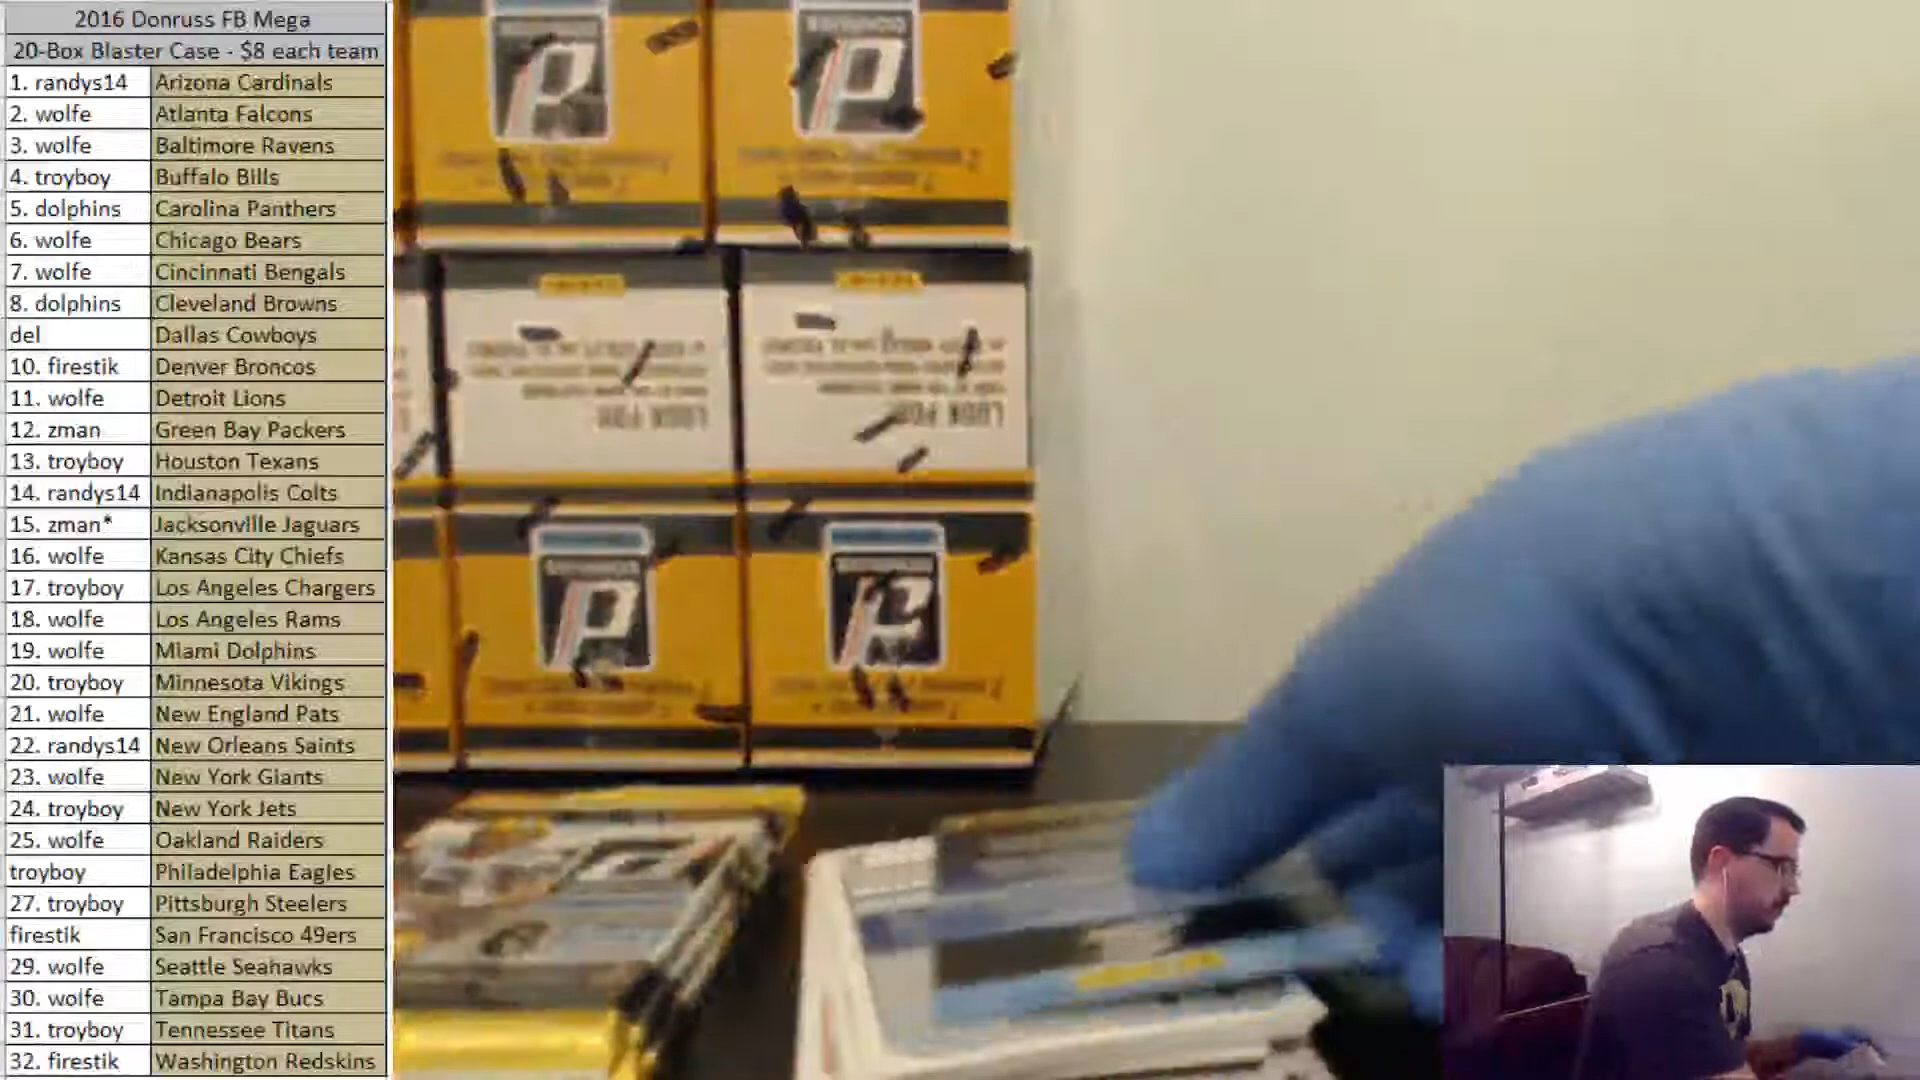 2016 Donruss FB Mega
20-Box Blaster Case - $8 each team
1. randys14 Arizona Cardinals
2. wolfe Atlanta Falcons
3. wolfe Baltimore Ravens
4. troyboy Buffalo Bills
5. dolphins Carolina Panthers
6. wolfe Chicago Bears
7. wolfe Cincinnati Bengals
8. dolphins Cleveland Browns
del Dallas Cowboys
10. firestik Denver Broncos
11. wolfe Detroit Lions
12. zman Green Bay Packers
13. troyboy Houston Texans
14. randys14 Indianapolis Colts
15. zman* Jacksonville Jaguars
16. wolfe Kansas City Chiefs
17. troyboy Los Angeles Chargers
18. wolfe Los Angeles Rams
19. wolfe Miami Dolphins
20. troyboy Minnesota Vikings
21. wolfe New England Pats
22. randys14 New Orleans Saints
23. wolfe New York Giants
24. troyboy New York Jets
25. wolfe Oakland Raiders
troyboy Philadelphia Eagles
27. troyboy Pittsburgh Steelers
firestik San Francisco 49ers
29. wolfe Seattle Seahawks
30. wolfe Tampa Bay Bucs
31. troyboy Tennessee Titans
32. firestik Washington Redskins
LOOK FOR
LOOK FOR